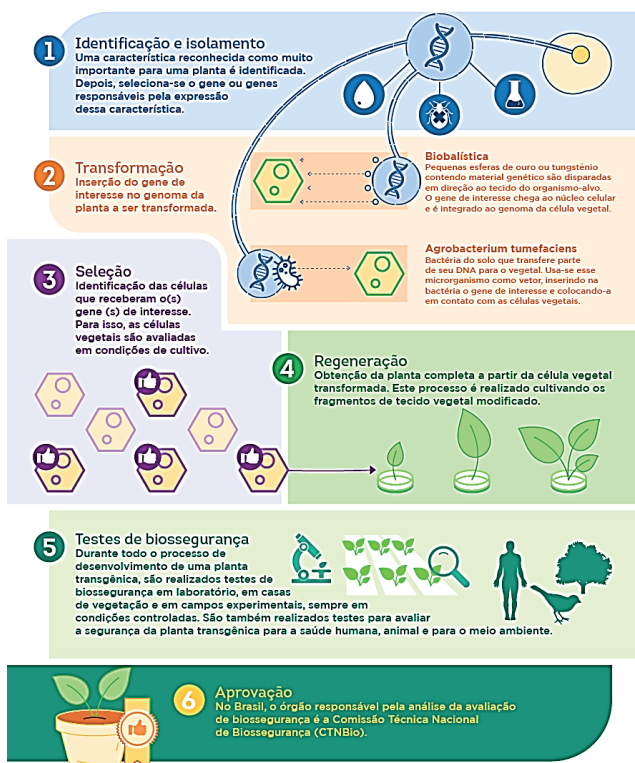 1
Identificação e isolamento
Uma característica reconhecida como muito
importante para uma planta é identificada.
Depois, seleciona-se o gene ou genes
responsáveis pela expressão
dessa característica.
2
Transformação
Inserção do gene de
interesse no genoma da
planta a ser transformada.
Biobalística
Pequenas esferas de ouro ou tungstênio
contendo material genético são disparadas
em direção ao tecido do organismo-alvo.
O gene de interesse chega ao núcleo celular
e é integrado ao genoma da célula vegetal.
Agrobacterium tumefaciens
Bactéria do solo que transfere parte
de seu DNA para o vegetal. Usa-se esse
microrganismo como vetor, inserindo na
bactéria o gene de interesse e colocando-a
em contato com as células vegetais.
3
Seleção
Identificação das células
que receberam o(s)
gene (s) de interesse.
Para isso, as células
vegetais são avaliadas
em condições de cultivo.
4
Regeneração
Obtenção da planta completa a partir da célula vegetal
transformada. Este processo é realizado cultivando os
fragmentos de tecido vegetal modificado.
5
Testes de biossegurança
Durante todo o processo de
desenvolvimento de uma planta
transgênica, são realizados testes de
biossegurança em laboratório, em casas
de vegetação e em campos experimentais, sempre em
condições controladas. São também realizados testes para avaliar
a segurança da planta transgênica para a saúde humana, animal e para o meio ambiente.
6
Aprovação
No Brasil, o órgão responsável pela análise da avaliação
de biossegurança é a Comissão Técnica Nacional
de Biossegurança (CTNBio).